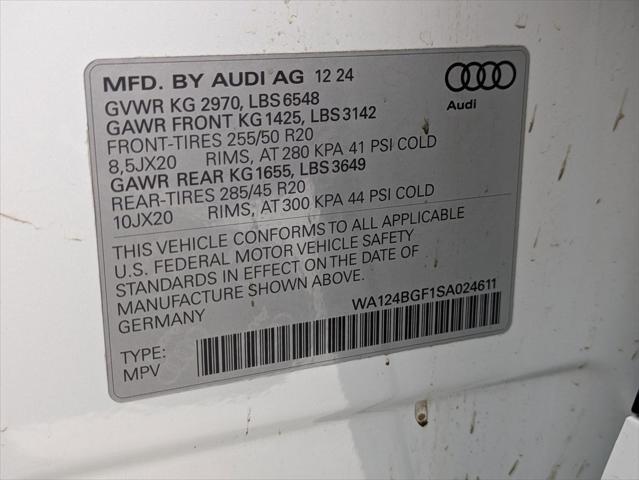 MFD. BY AUDI AG 12 24
GVWR KG 2970, LBS 6548
GAWR FRONT KG 1425, LBS 3142
FRONT-TIRES 255/50 R20
8,5JX20 RIMS, AT 280 KPA 41 PSI COLD
GAWR REAR KG 1655, LBS 3649
REAR-TIRES 285/45 R20
10JX20 RIMS, AT 300 KPA 44 PSI COLD
Audi
THIS VEHICLE CONFORMS TO ALL APPLICABLE
U.S. FEDERAL MOTOR VEHICLE SAFETY
STANDARDS IN EFFECT ON THE DATE OF
MANUFACTURE SHOWN ABOVE.
GERMANY
WA124BGF1SA024611
TYPE:
MPV